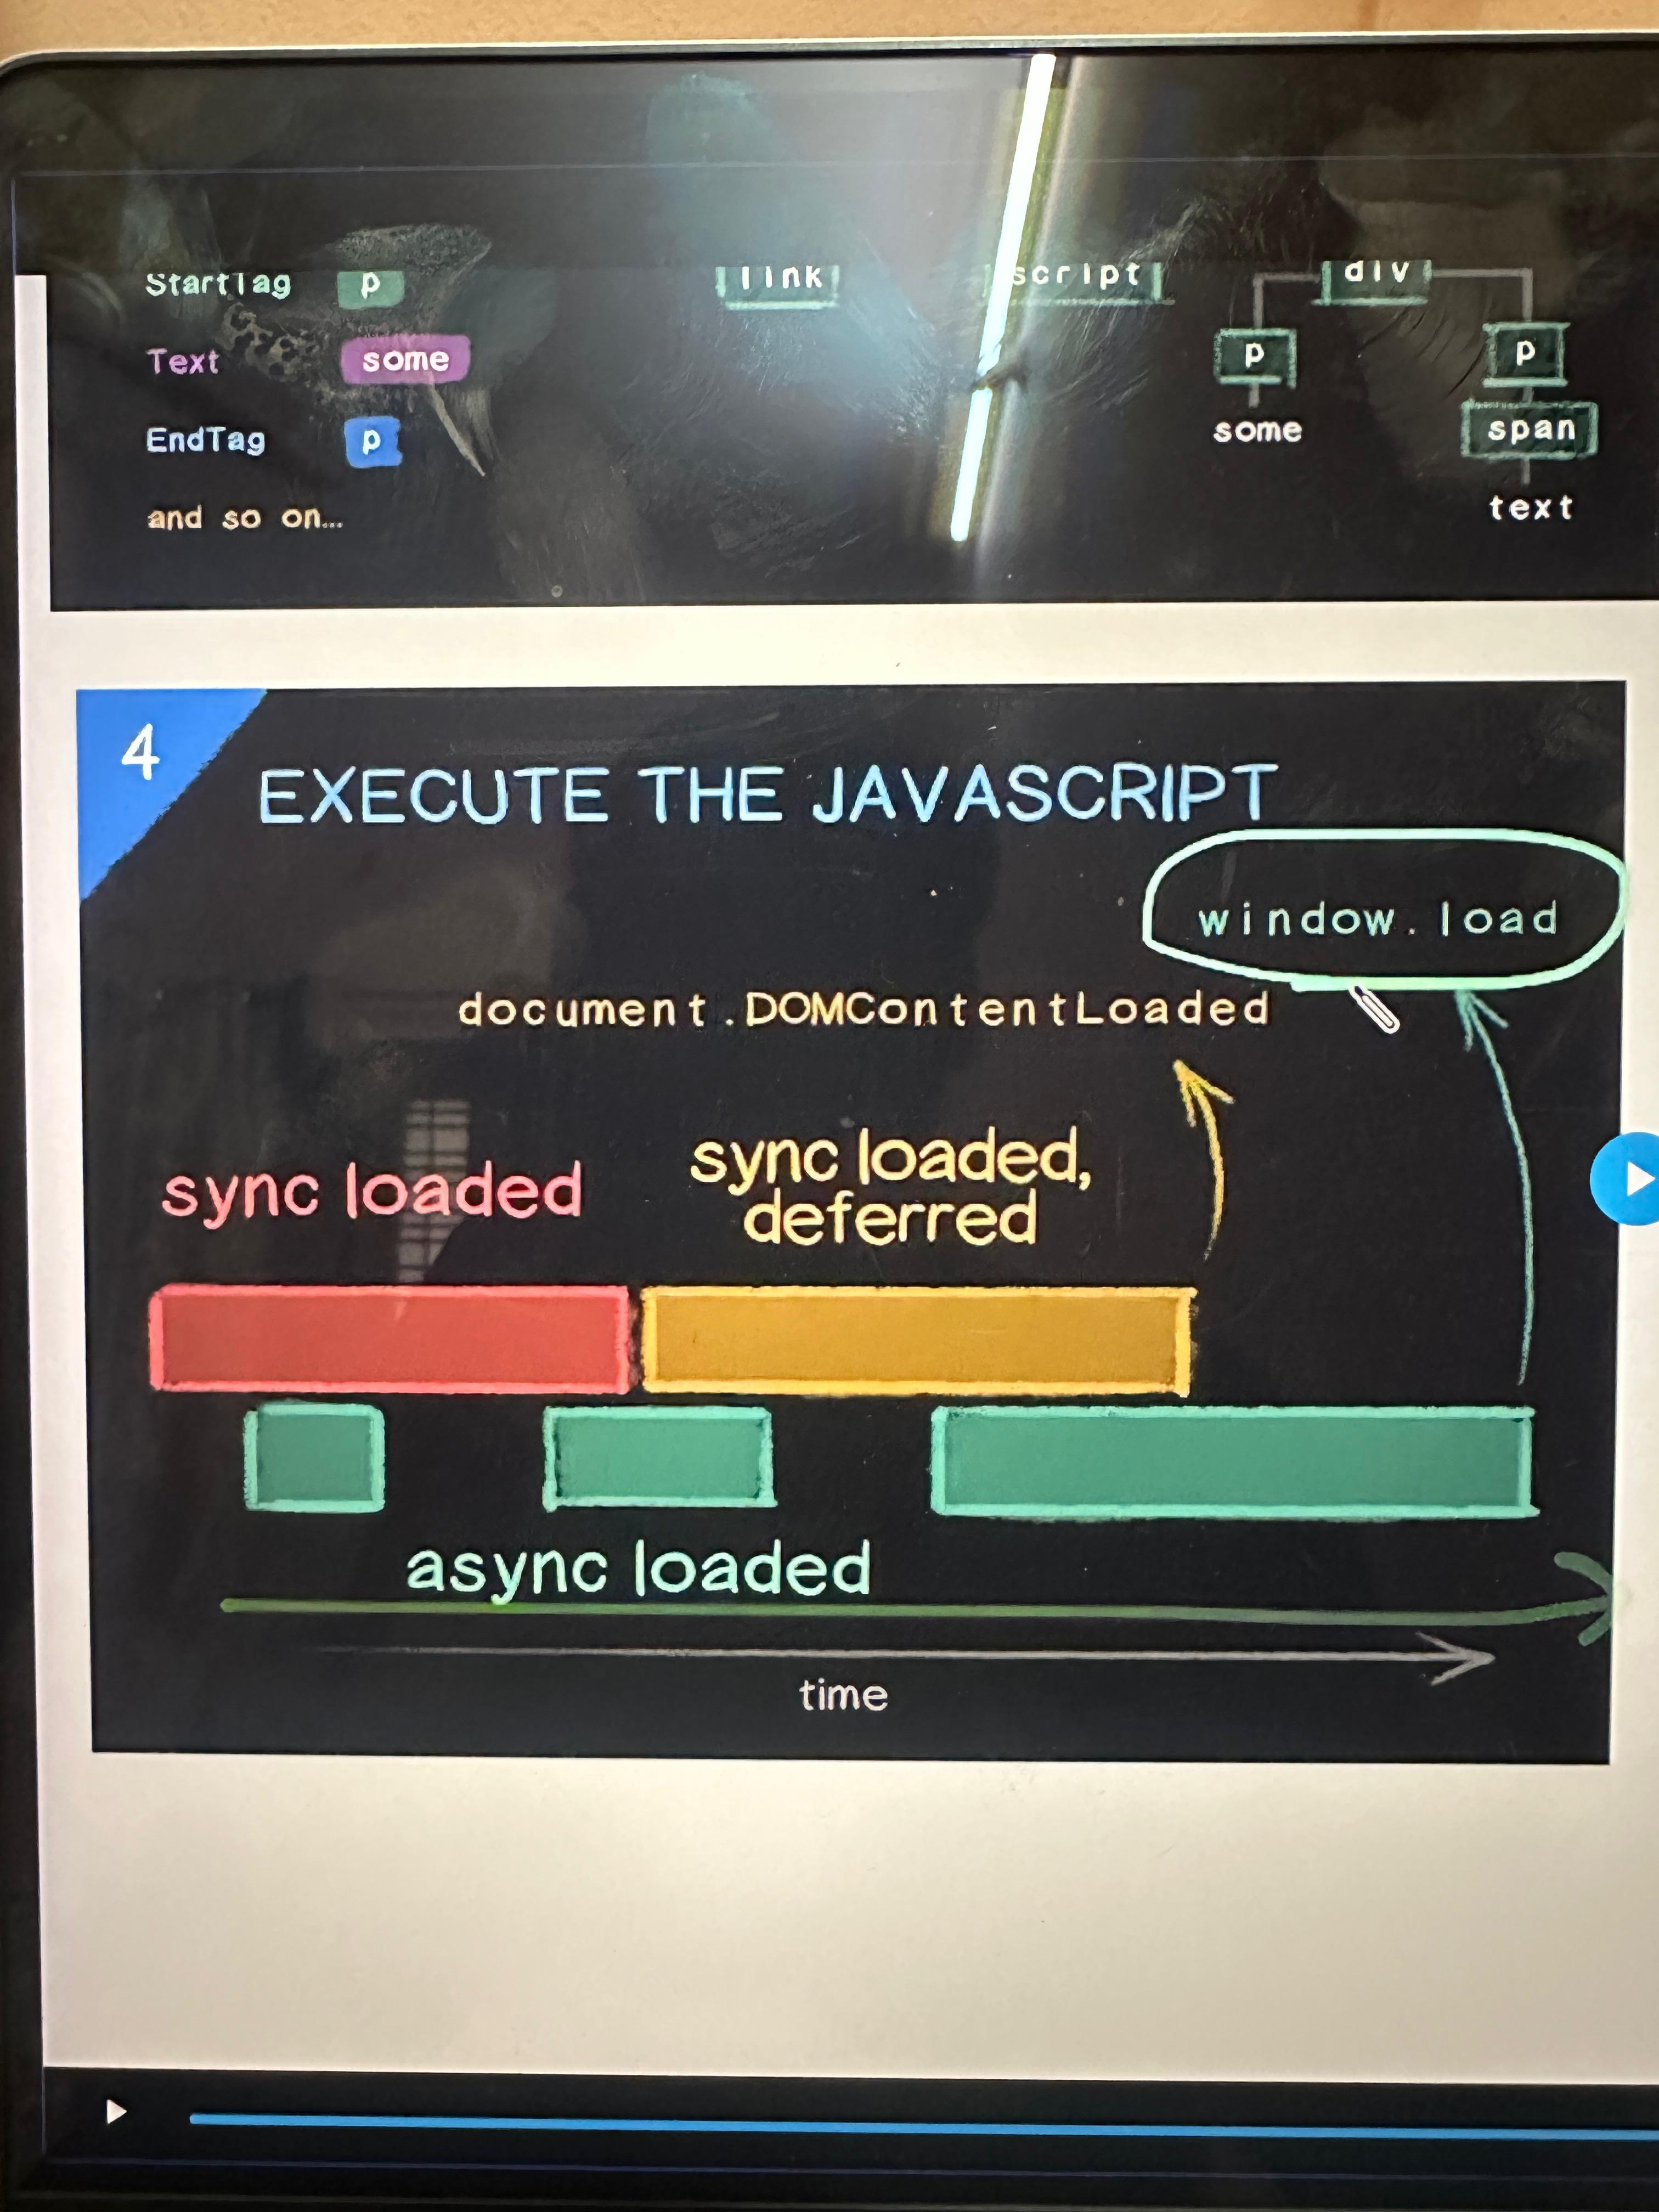 StartTag p
link
script
div
Text some
p
p
EndTag p
some
span
and so on...
text
4
EXECUTE THE JAVASCRIPT
window.load
document.DOMContentLoaded
sync loaded
sync loaded,
deferred
async loaded
time